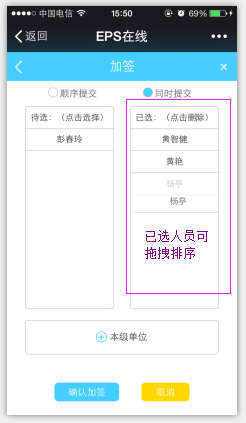 中国电信 15:50 69%
返回 EPS在线
加签 ×
顺序提交 同时提交
待选：（点击选择） 已选：（点击删除）
彭春玲 黄智健
黄艳
杨亭
杨亭
已选人员可
拖拽排序
本级单位
确认加签 取消